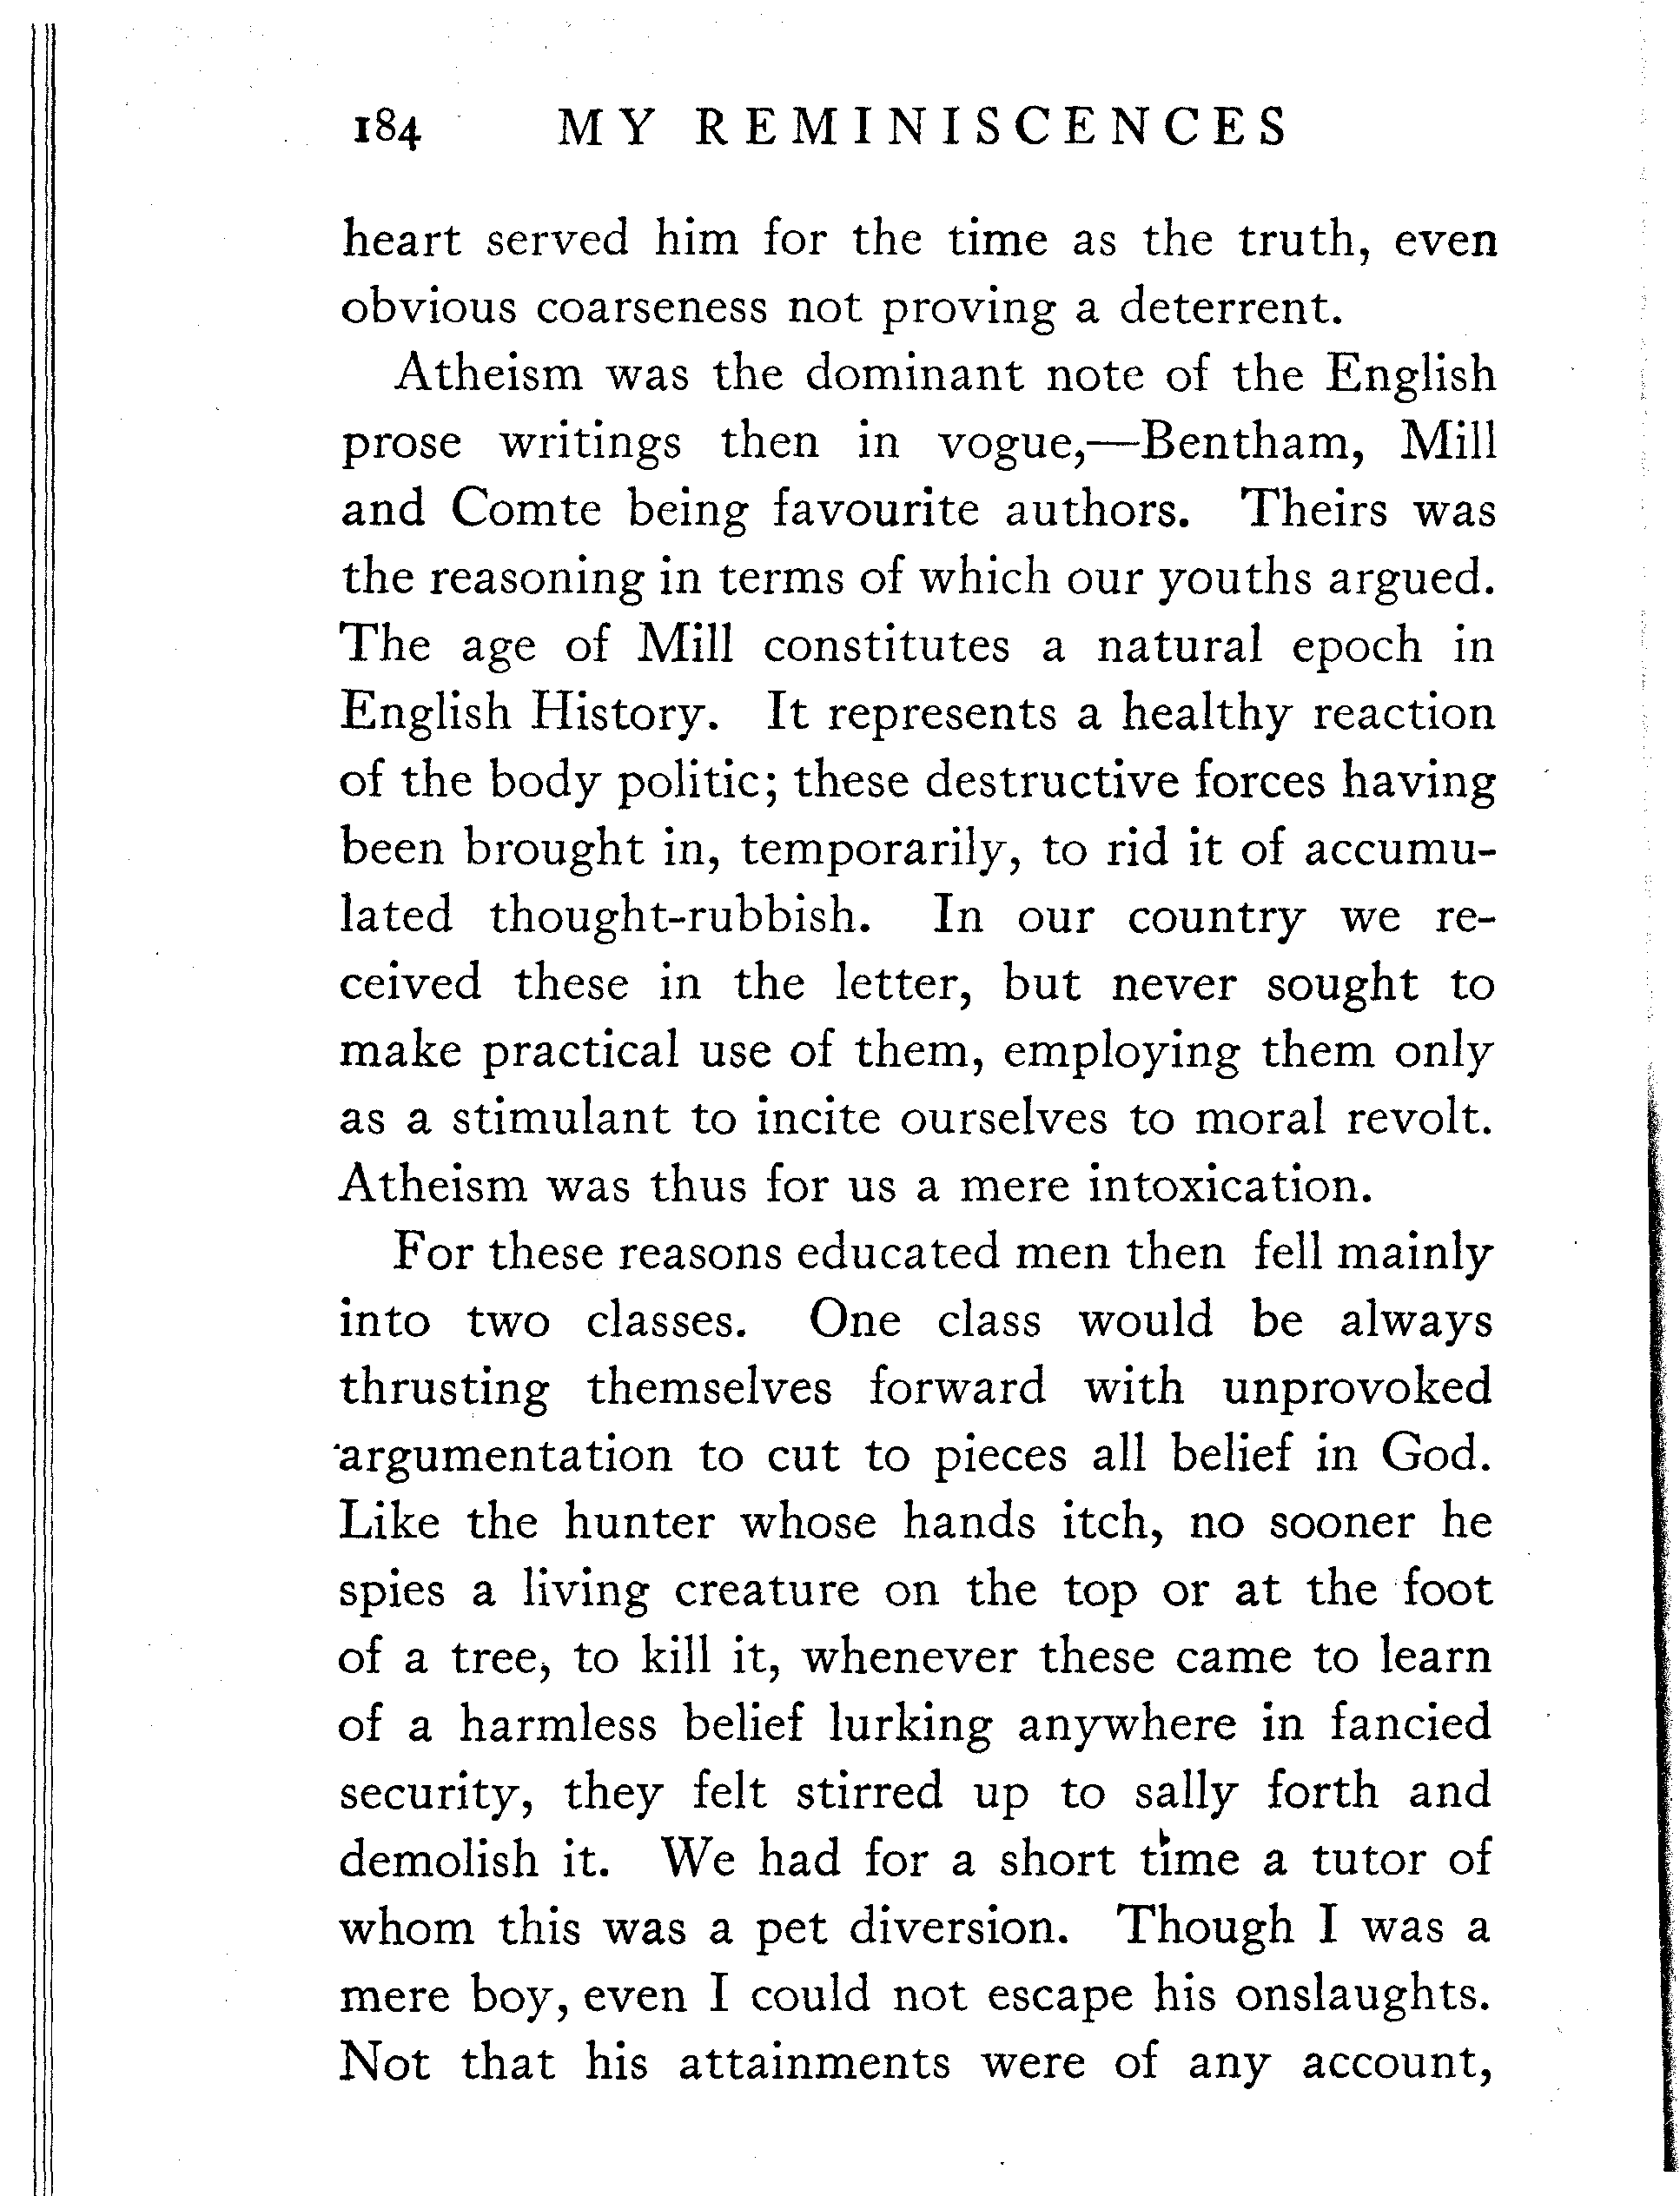 184 MY REMINISCENCES
heart served him for the time as the truth, even
obvious coarseness not proving a deterrent.
Atheism was the dominant note of the English
prose writings then in vogue,—Bentham, Mill
and Comte being favourite authors. Theirs was
the reasoning in terms of which our youths argued.
The age of Mill constitutes a natural epoch in
English History. It represents a healthy reaction
of the body politic; these destructive forces having
been brought in, temporarily, to rid it of accumu-
lated thought-rubbish. In our country we re-
ceived these in the letter, but never sought to
make practical use of them, employing them only
as a stimulant to incite ourselves to moral revolt.
Atheism was thus for us a mere intoxication.
For these reasons educated men then fell mainly
into two classes. One class would be always
thrusting themselves forward with unprovoked
argumentation to cut to pieces all belief in God.
Like the hunter whose hands itch, no sooner he
spies a living creature on the top or at the foot
of a tree, to kill it, whenever these came to learn
of a harmless belief lurking anywhere in fancied
security, they felt stirred up to sally forth and
demolish it. We had for a short time a tutor of
whom this was a pet diversion. Though I was a
mere boy, even I could not escape his onslaughts.
Not that his attainments were of any account,